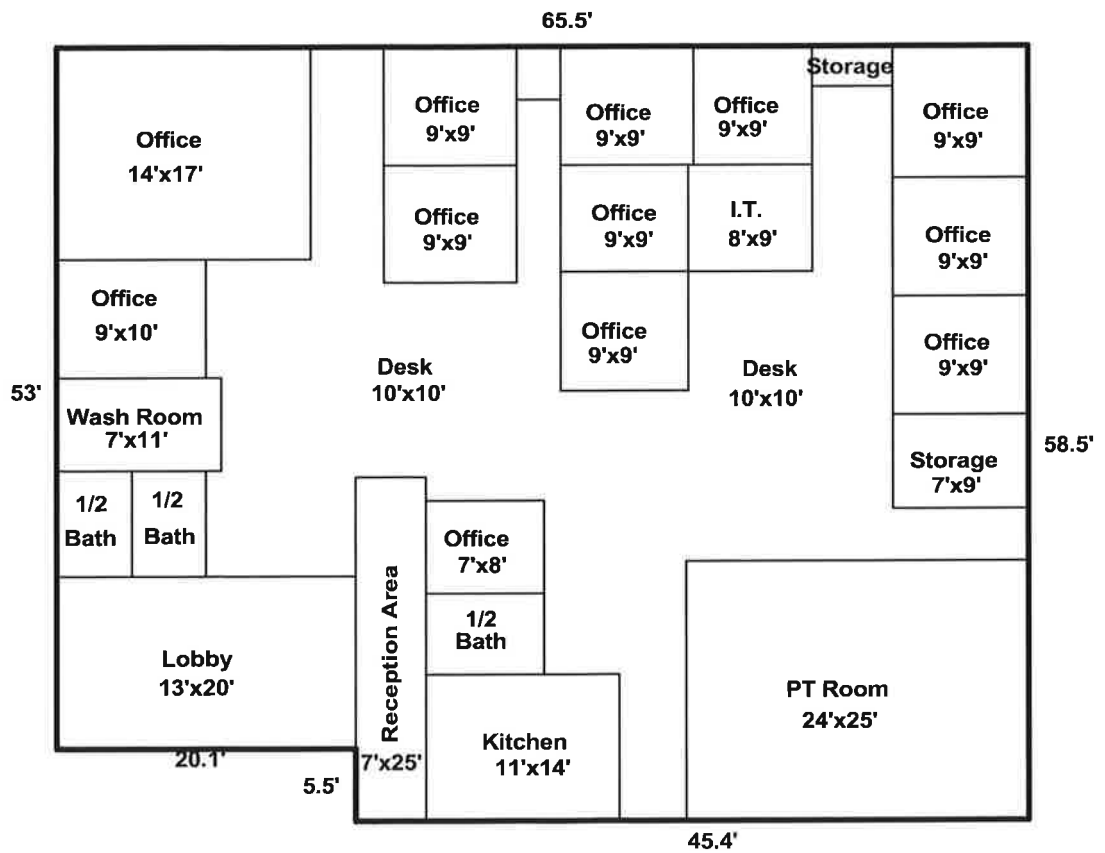 65.5'
Storage
Office
9'x9'
Office
9'x9'
Office
9'x9'
Office
9'x9'
Office
14'x17'
Office
9'x9'
Office
9'x9'
I.T.
8'x9'
Office
9'x9'
Office
9'x10'
Office
9'x9'
Office
9'x9'
Desk
10'x10'
Desk
10'x10'
53'
Wash Room
7'x11'
58.5'
Storage
7'x9'
1/2
Bath
1/2
Bath
Office
7'x8'
1/2
Bath
Reception Area
7'x25'
Lobby
13'x20'
PT Room
24'x25'
Kitchen
11'x14'
20.1'
5.5'
45.4'